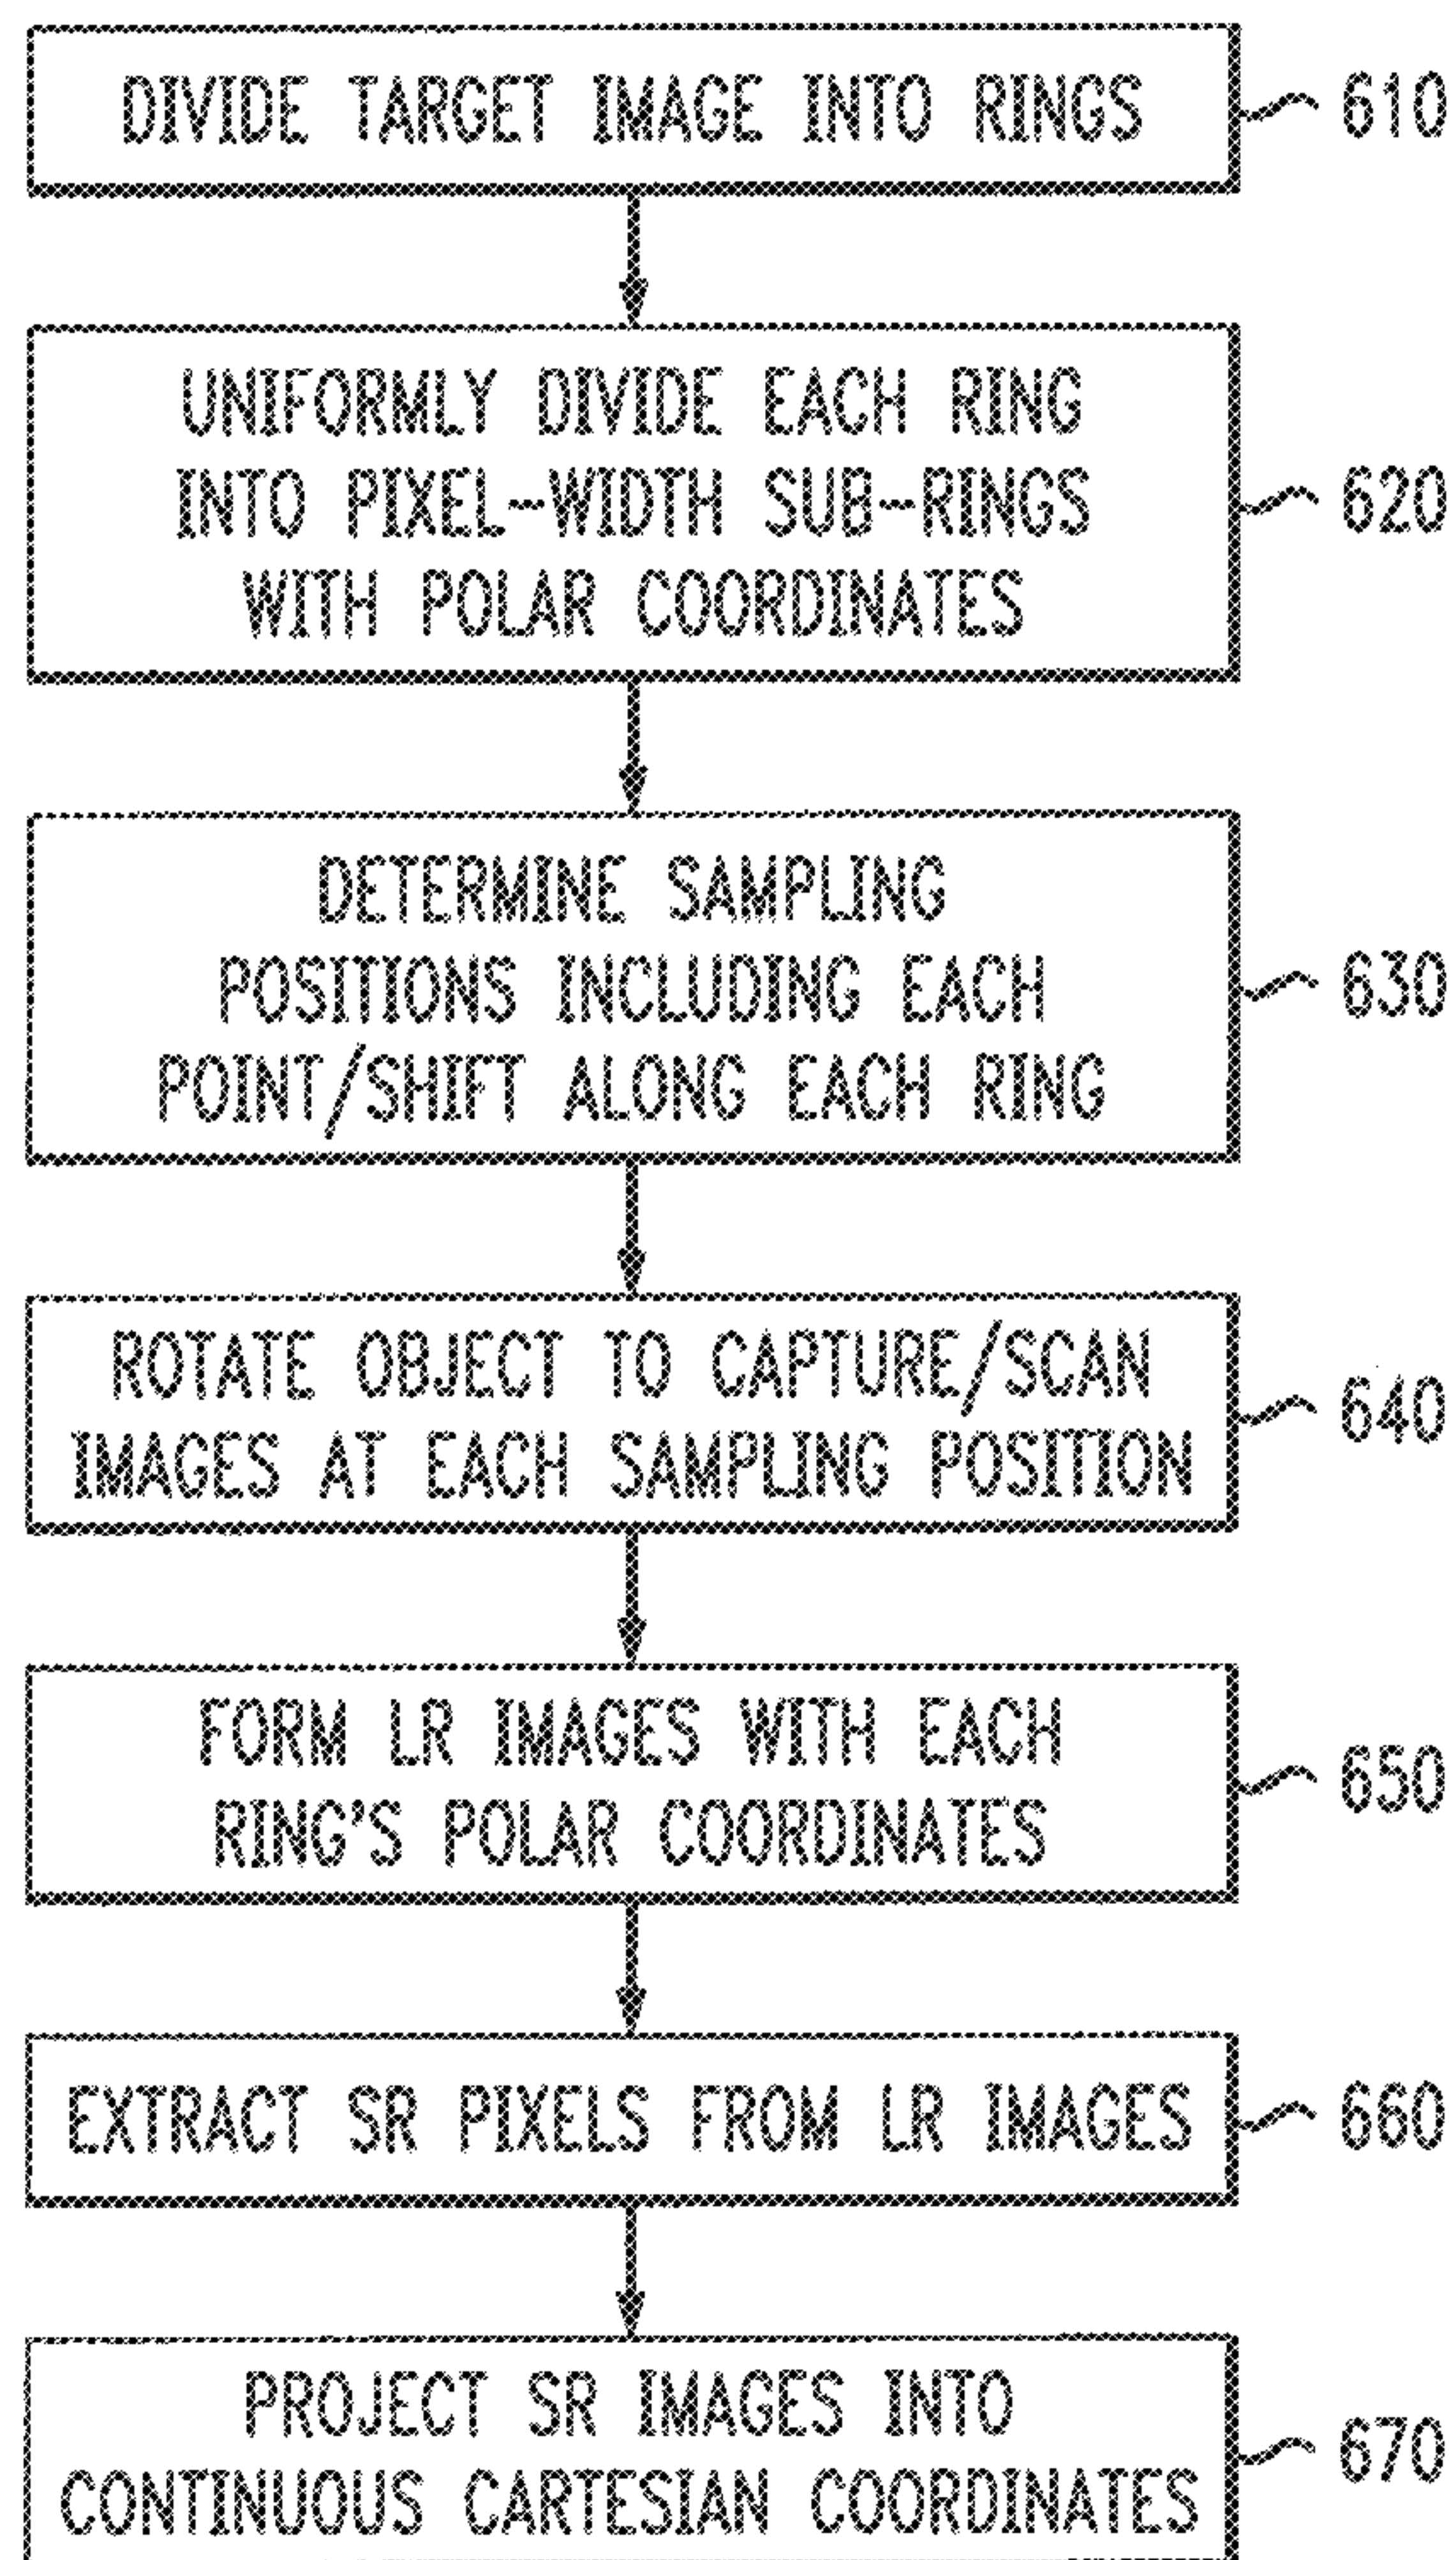 DIVIDE TARGET IMAGE INTO RINGS
610
UNIFORMLY DIVIDE EACH RING
INTO PIXEL-WIDTH SUB-RINGS
WITH POLAR COORDINATES
620
DETERMINE SAMPLING
POSITIONS INCLUDING EACH
POINT/SHIFT ALONG EACH RING
630
ROTATE OBJECT TO CAPTURE/SCAN
IMAGES AT EACH SAMPLING POSITION
640
FORM LR IMAGES WITH EACH
RING'S POLAR COORDINATES
650
EXTRACT SR PIXELS FROM LR IMAGES
660
PROJECT SR IMAGES INTO
CONTINUOUS CARTESIAN COORDINATES
670